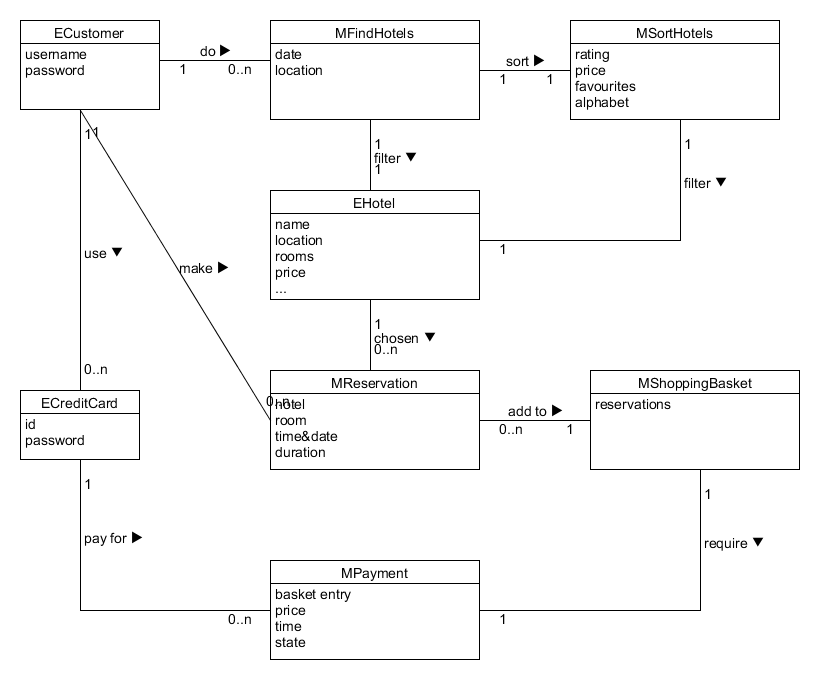 ECustomer
username
password
do ▶
1
0..n
MFindHotels
date
location
sort ▶
1
1
MSortHotels
rating
price
favourites
alphabet
1
1
1
filter ▼
1
1
filter ▼
EHotel
name
location
rooms
price
...
1
use ▼
make ▶
1
chosen ▼
0..n
0..n
0..n
ECreditCard
id
password
MReservation
hotel
room
time&date
duration
add to ▶
0..n
1
MShoppingBasket
reservations
1
pay for ▶
0..n
1
require ▼
1
MPayment
basket entry
price
time
state